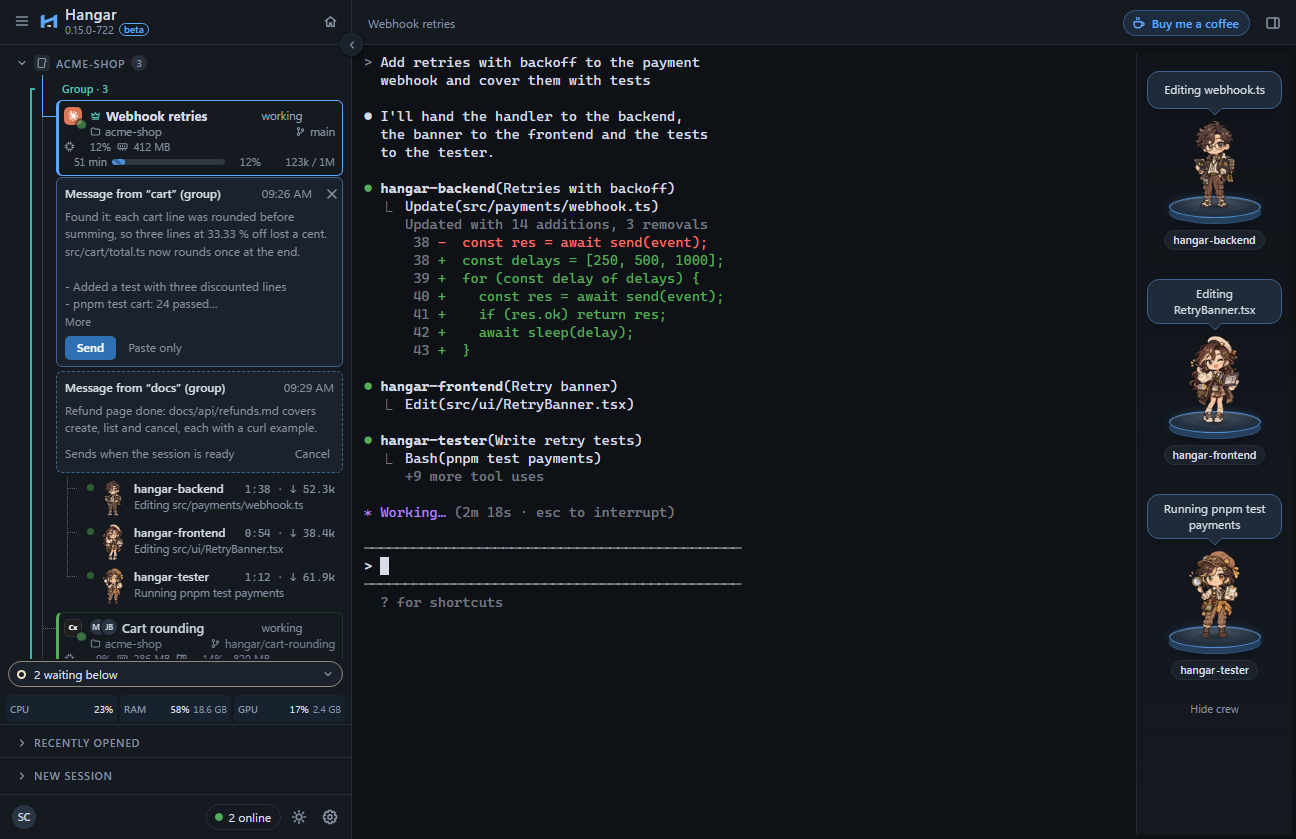 Hangar
0.15.0-722 beta
ACME-SHOP 3
Group · 3
Webhook retries working
acme-shop main
12% 412 MB
51 min 12% 123k / 1M
Message from “cart” (group) 09:26 AM
Found it: each cart line was rounded before
summing, so three lines at 33.33 % off lost a cent.
src/cart/total.ts now rounds once at the end.
- Added a test with three discounted lines
- pnpm test cart: 24 passed...
More
Send Paste only
Message from “docs” (group) 09:29 AM
Refund page done: docs/api/refunds.md covers
create, list and cancel, each with a curl example.
Sends when the session is ready Cancel
hangar-backend 1:38 · ↓ 52.3k
Editing src/payments/webhook.ts
hangar-frontend 0:54 · ↓ 38.4k
Editing src/ui/RetryBanner.tsx
hangar-tester 1:12 · ↓ 61.9k
Running pnpm test payments
Cx M JB Cart rounding working
acme-shop hangar/cart-rounding
9% 286 MB 14% 820 MB
2 waiting below
CPU 23% RAM 58% 18.6 GB GPU 17% 2.4 GB
RECENTLY OPENED
NEW SESSION
SC 2 online
Webhook retries
Buy me a coffee
> Add retries with backoff to the payment
webhook and cover them with tests
● I'll hand the handler to the backend,
the banner to the frontend and the tests
to the tester.
● hangar-backend(Retries with backoff)
⎿ Update(src/payments/webhook.ts)
Updated with 14 additions, 3 removals
38 - const res = await send(event);
38 + const delays = [250, 500, 1000];
39 + for (const delay of delays) {
40 + const res = await send(event);
41 + if (res.ok) return res;
42 + await sleep(delay);
43 + }
● hangar-frontend(Retry banner)
⎿ Edit(src/ui/RetryBanner.tsx)
● hangar-tester(Write retry tests)
⎿ Bash(pnpm test payments)
+9 more tool uses
* Working… (2m 18s · esc to interrupt)
>
? for shortcuts
Editing webhook.ts
hangar-backend
Editing
RetryBanner.tsx
hangar-frontend
Running pnpm test
payments
hangar-tester
Hide crew